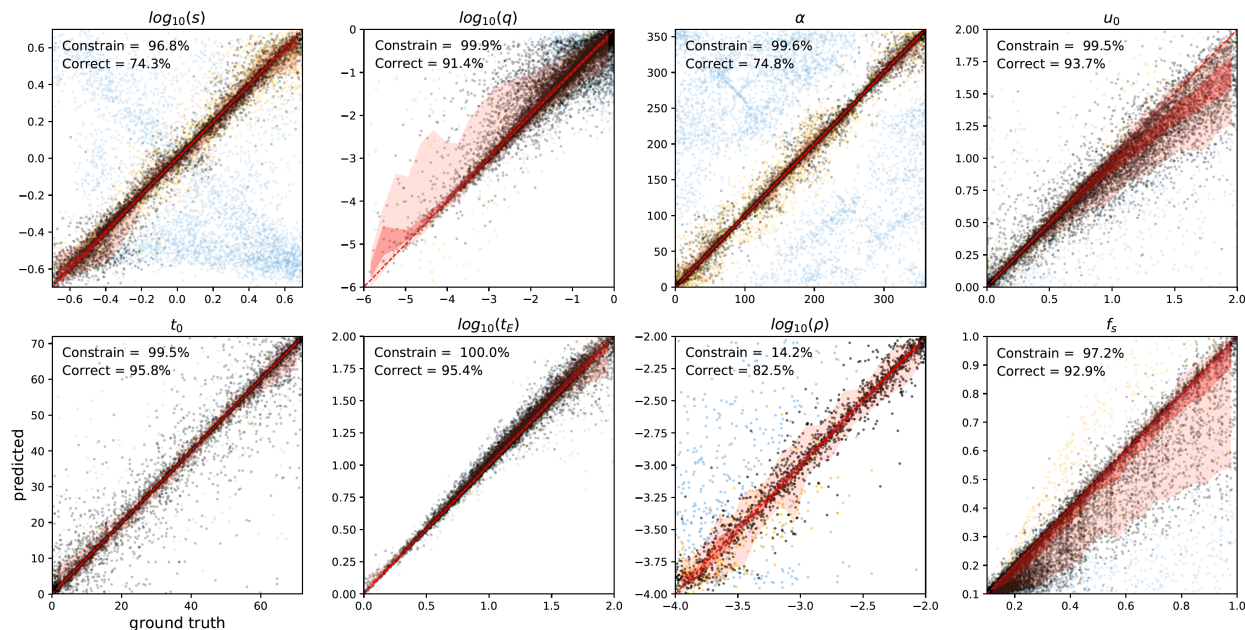 log₁₀(s)
Constrain = 96.8%
Correct = 74.3%
0.6
0.4
0.2
0.0
−0.2
−0.4
−0.6
−0.6 −0.4 −0.2 0.0 0.2 0.4 0.6
log₁₀(q)
Constrain = 99.9%
Correct = 91.4%
0
−1
−2
−3
−4
−5
−6
−6 −5 −4 −3 −2 −1 0
α
Constrain = 99.6%
Correct = 74.8%
350
300
250
200
150
100
50
0
0 100 200 300
u₀
Constrain = 99.5%
Correct = 93.7%
2.00
1.75
1.50
1.25
1.00
0.75
0.50
0.25
0.00
0.0 0.5 1.0 1.5 2.0
t₀
Constrain = 99.5%
Correct = 95.8%
70
60
50
40
30
20
10
0
0 20 40 60
predicted
ground truth
log₁₀(t_E)
Constrain = 100.0%
Correct = 95.4%
2.00
1.75
1.50
1.25
1.00
0.75
0.50
0.25
0.00
0.0 0.5 1.0 1.5 2.0
log₁₀(ρ)
Constrain = 14.2%
Correct = 82.5%
−2.00
−2.25
−2.50
−2.75
−3.00
−3.25
−3.50
−3.75
−4.00
−4.0 −3.5 −3.0 −2.5 −2.0
fₛ
Constrain = 97.2%
Correct = 92.9%
1.0
0.9
0.8
0.7
0.6
0.5
0.4
0.3
0.2
0.1
0.2 0.4 0.6 0.8 1.0